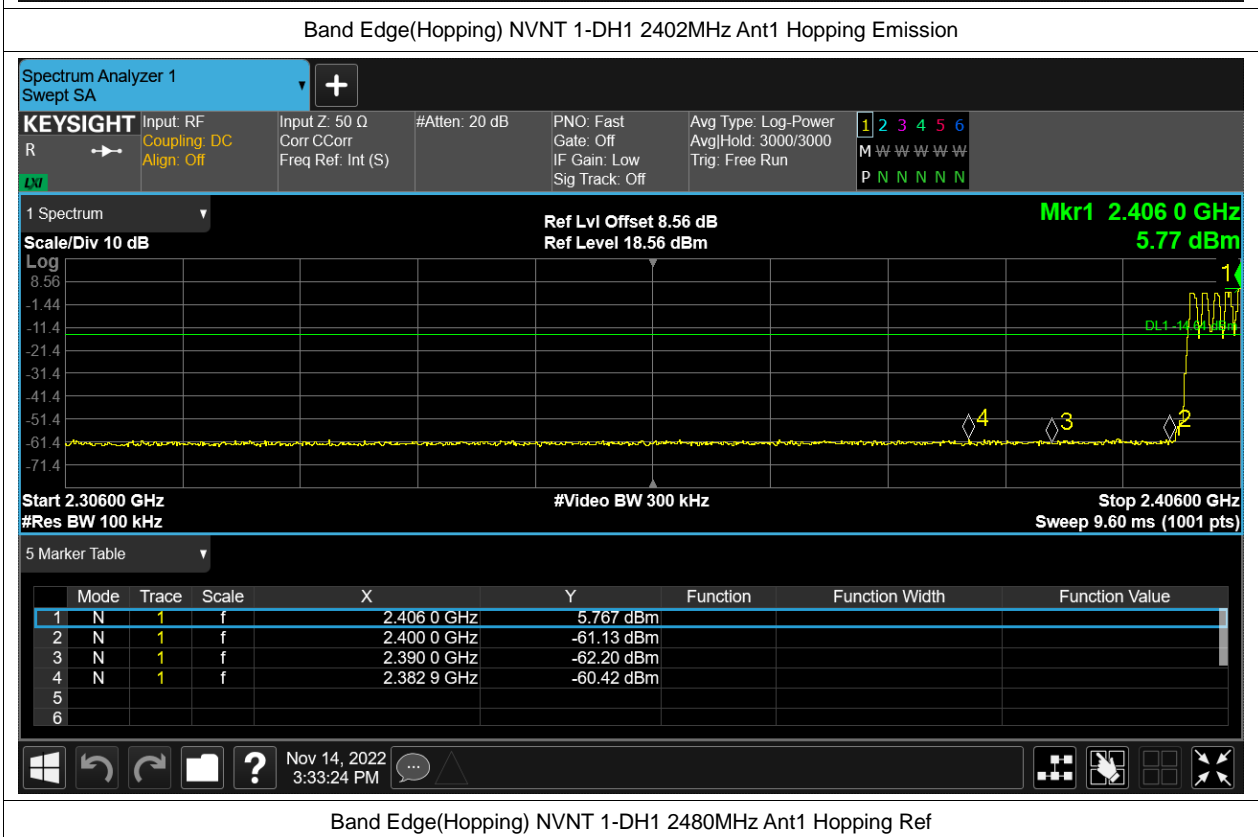 Band Edge(Hopping) NVNT 1-DH1 2402MHz Ant1 Hopping Emission
Spectrum Analyzer 1
Swept SA
+
KEYSIGHT Input: RF Input Z: 50 Ω #Atten: 20 dB PNO: Fast Avg Type: Log-Power 1 2 3 4 5 6
R Coupling: DC Corr CCorr Gate: Off Avg|Hold: 3000/3000 M W W W W W
Align: Off Freq Ref: Int (S) IF Gain: Low Trig: Free Run
LXI Sig Track: Off P N N N N N
1 Spectrum Ref Lvl Offset 8.56 dB Mkr1 2.406 0 GHz
Scale/Div 10 dB Ref Level 18.56 dBm 5.77 dBm
Log
1
8.56
-1.44
-11.4 DL1 -14.04 dBm
-21.4
-31.4
-41.4
-51.4 4 3 2
-61.4
-71.4
Start 2.30600 GHz #Video BW 300 kHz Stop 2.40600 GHz
#Res BW 100 kHz Sweep 9.60 ms (1001 pts)
5 Marker Table
Mode Trace Scale X Y Function Function Width Function Value
1 N 1 f 2.406 0 GHz 5.767 dBm
2 N 1 f 2.400 0 GHz -61.13 dBm
3 N 1 f 2.390 0 GHz -62.20 dBm
4 N 1 f 2.382 9 GHz -60.42 dBm
5
6
? Nov 14, 2022
3:33:24 PM
Band Edge(Hopping) NVNT 1-DH1 2480MHz Ant1 Hopping Ref